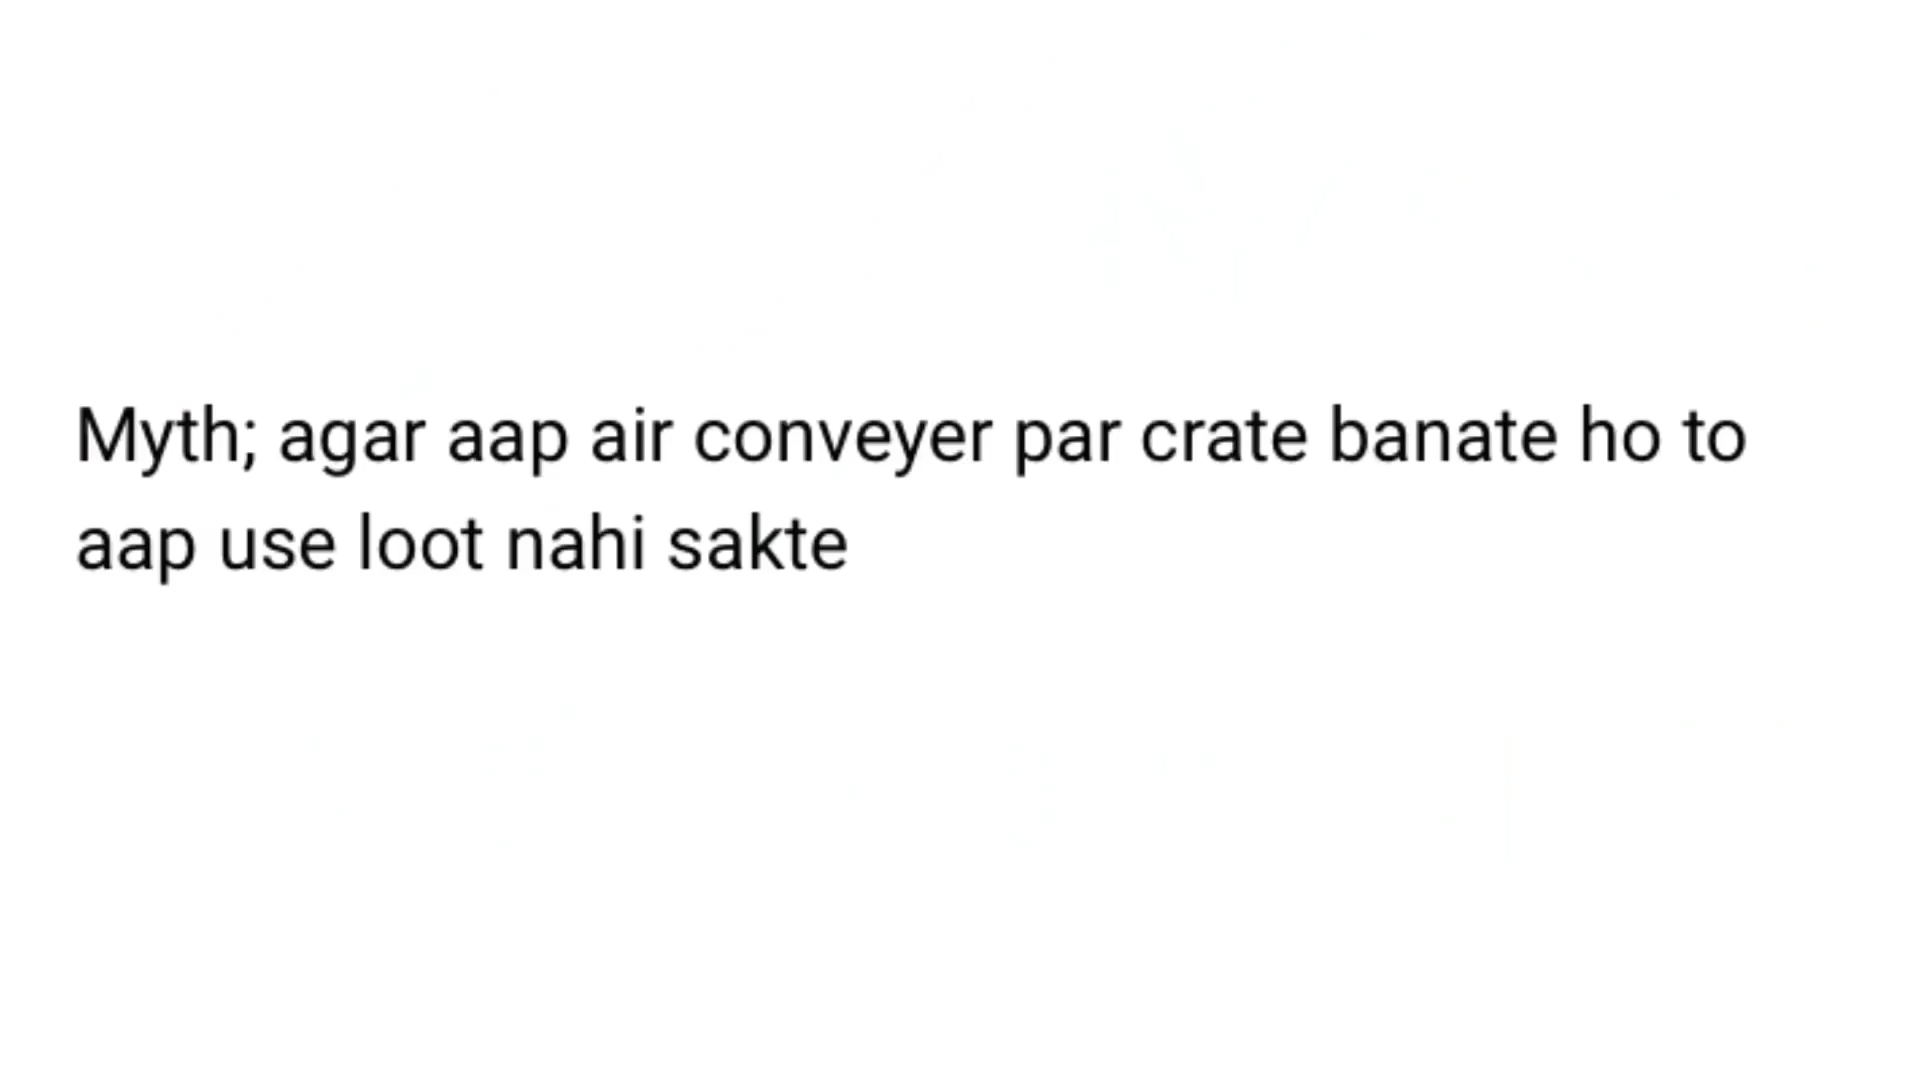 Myth; agar aap air conveyer par crate banate ho to
aap use loot nahi sakte